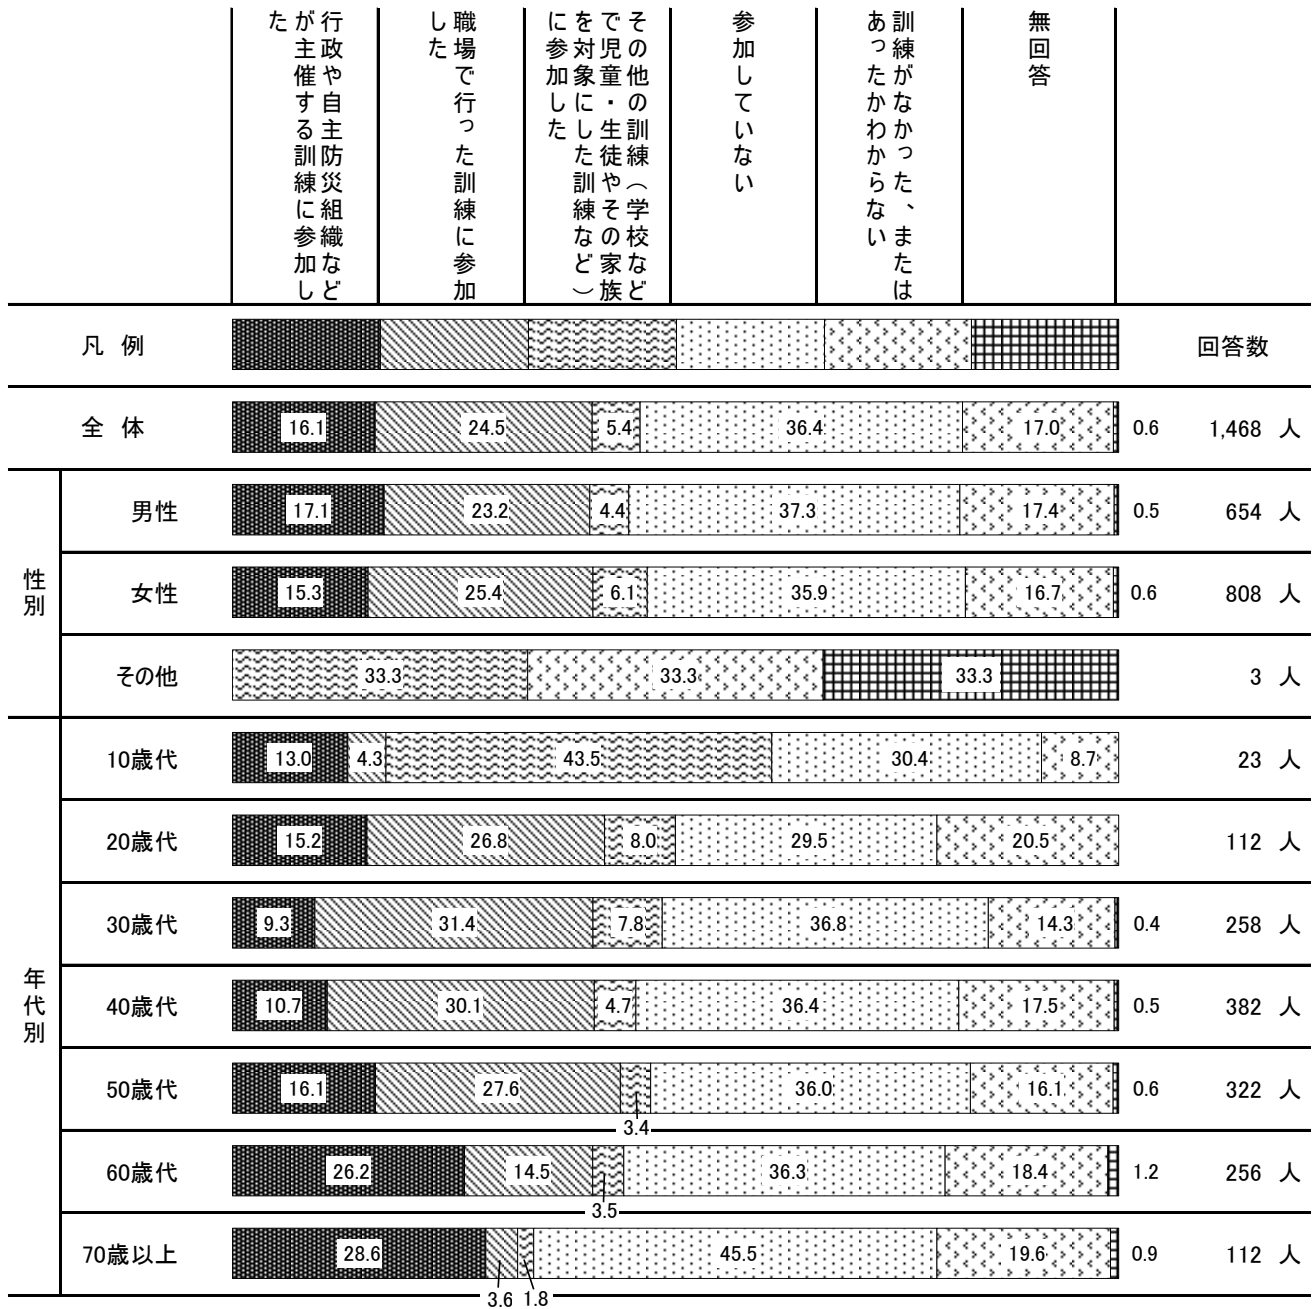 行政や自主防災組織など
が主催する訓練に参加し
た
職場で行った訓練に参加
した
その他の訓練（学校など
で児童・生徒やその家族
を対象にした訓練など）
に参加した
参加していない
訓練がなかった、または
あったかわからない
無回答
凡 例 回答数
全 体 16.1 24.5 5.4 36.4 17.0 0.6 1,468 人
性別
男性 17.1 23.2 4.4 37.3 17.4 0.5 654 人
女性 15.3 25.4 6.1 35.9 16.7 0.6 808 人
その他 33.3 33.3 33.3 3 人
年代別
10歳代 13.0 4.3 43.5 30.4 8.7 23 人
20歳代 15.2 26.8 8.0 29.5 20.5 112 人
30歳代 9.3 31.4 7.8 36.8 14.3 0.4 258 人
40歳代 10.7 30.1 4.7 36.4 17.5 0.5 382 人
50歳代 16.1 27.6 36.0 16.1 0.6 322 人
3.4
60歳代 26.2 14.5 36.3 18.4 1.2 256 人
3.5
70歳以上 28.6 45.5 19.6 0.9 112 人
3.6 1.8